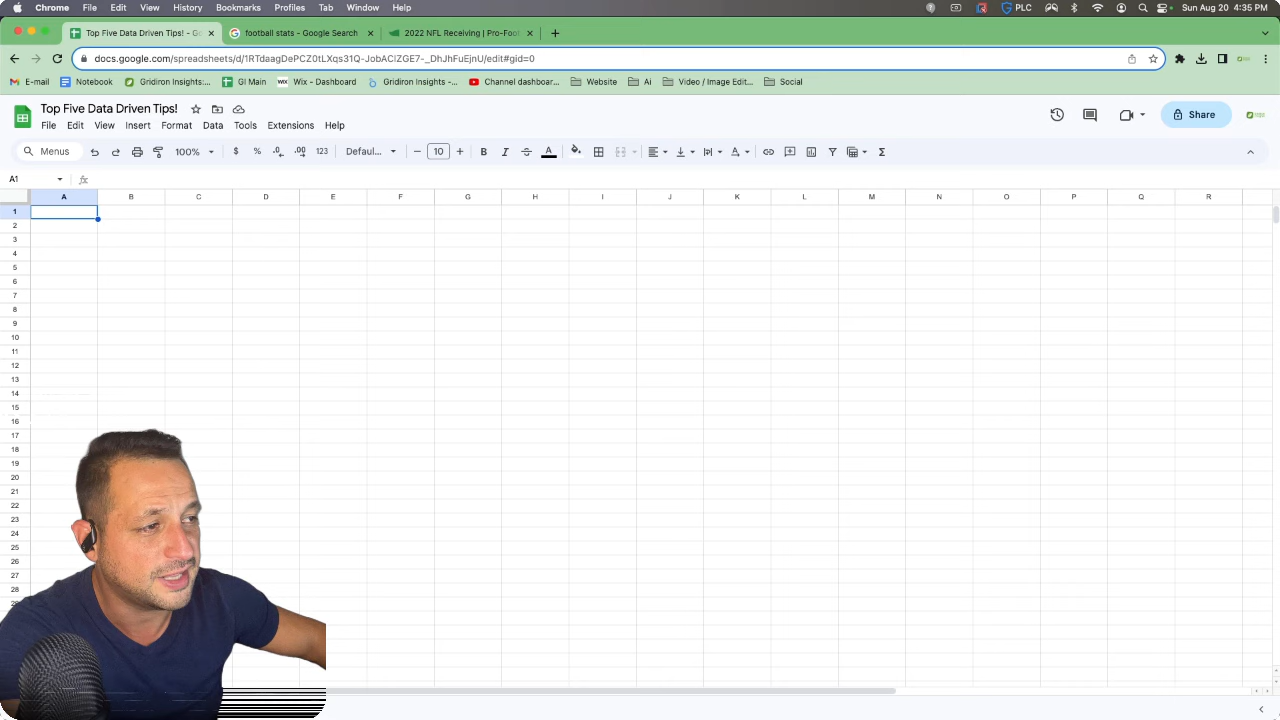 Chrome File Edit View History Bookmarks Profiles Tab Window Help PLC Sun Aug 20 4:35 PM
Top Five Data Driven Tips! - Go football stats - Google Search 2022 NFL Receiving | Pro-Foot
docs.google.com/spreadsheets/d/1RTdaagDePCZ0tLXqs31Q-JobAClZGE7-_DhJhFuEjnU/edit#gid=0
E-mail Notebook Gridiron Insights:... GI Main Wix - Dashboard Gridiron Insights -... Channel dashboar... Website Ai Video / Image Edit... Social
Top Five Data Driven Tips!
File Edit View Insert Format Data Tools Extensions Help
Share
Menus 100% $ % .0 .00 123 Defaul... 10 B I A Σ
A1 fx
A B C D E F G H I J K L M N O P Q R
1
2
3
4
5
6
7
8
9
10
11
12
13
14
15
16
17
18
19
20
21
22
23
24
25
26
27
28